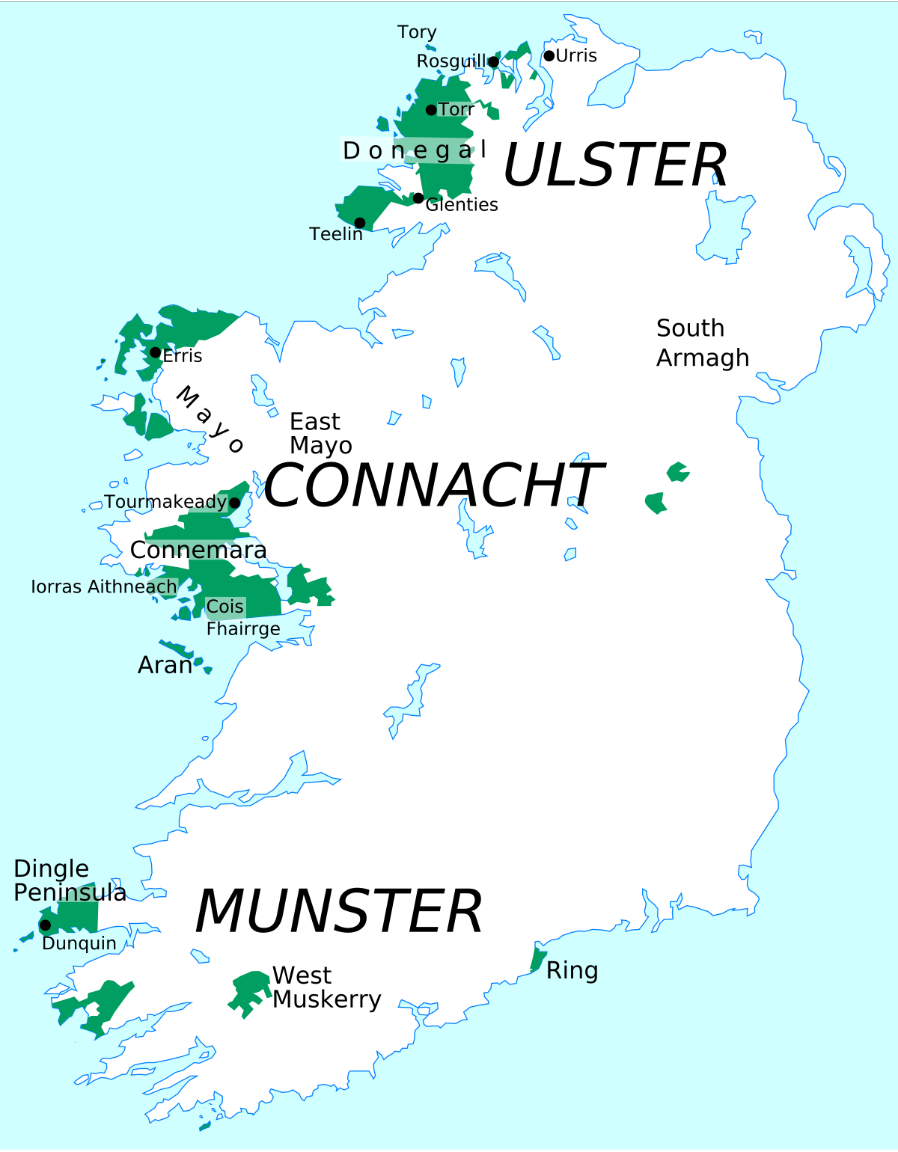 Tory
Rosguill
Urris
Torr
Donegal
ULSTER
Glenties
Teelin
South
Armagh
Erris
Mayo
East
Mayo
CONNACHT
Tourmakeady
Connemara
Iorras Aithneach
Cois
Fhairrge
Aran
Dingle
Peninsula
MUNSTER
Dunquin
West
Muskerry
Ring